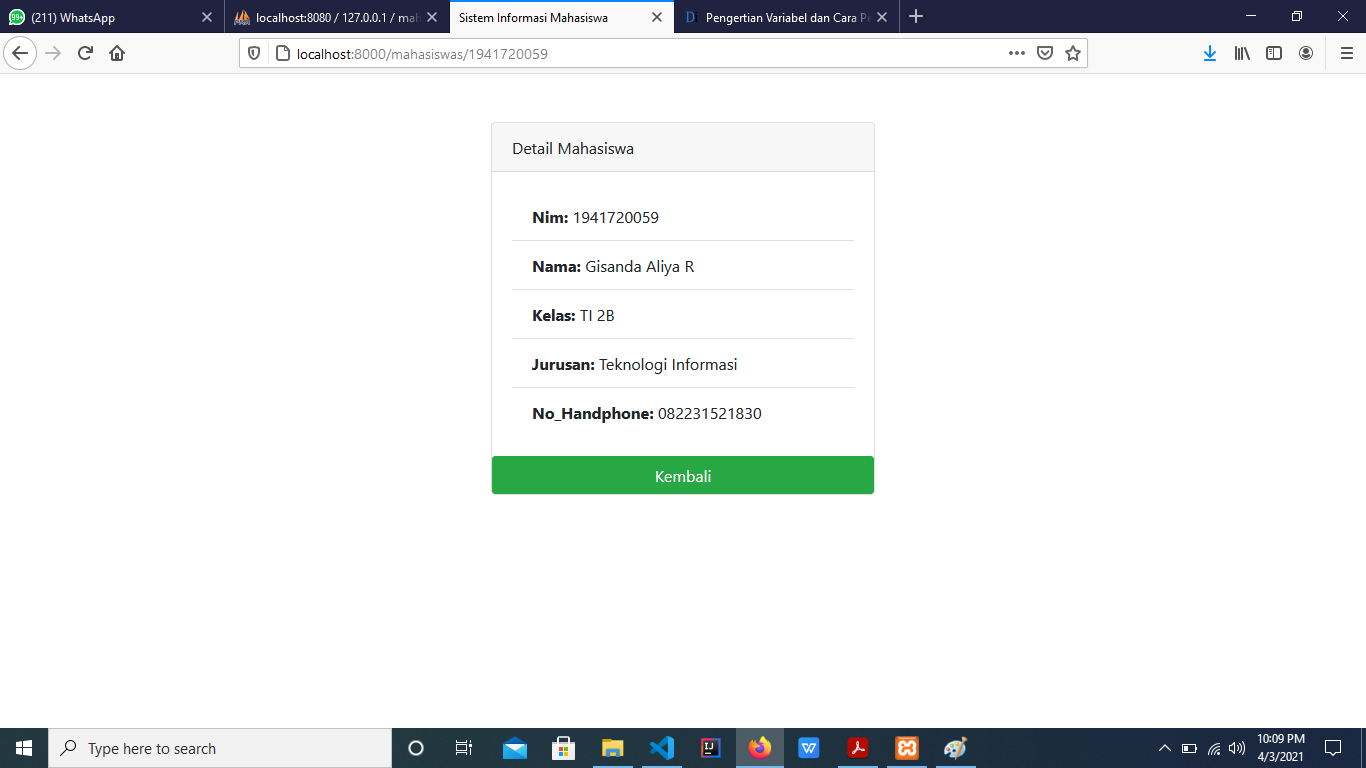 (211) WhatsApp
localhost:8080 / 127.0.0.1 / mah
Sistem Informasi Mahasiswa
Pengertian Variabel dan Cara Pe
localhost:8000/mahasiswas/1941720059
Detail Mahasiswa
Nim: 1941720059
Nama: Gisanda Aliya R
Kelas: TI 2B
Jurusan: Teknologi Informasi
No_Handphone: 082231521830
Kembali
Type here to search
10:09 PM
4/3/2021